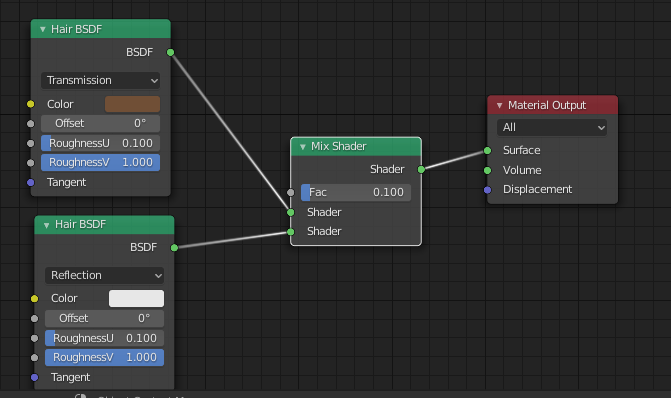 Hair BSDF
BSDF
Transmission
Color
Offset 0°
RoughnessU 0.100
RoughnessV 1.000
Tangent
Hair BSDF
BSDF
Reflection
Color
Offset 0°
RoughnessU 0.100
RoughnessV 1.000
Tangent
Mix Shader
Shader
Fac 0.100
Shader
Shader
Material Output
All
Surface
Volume
Displacement